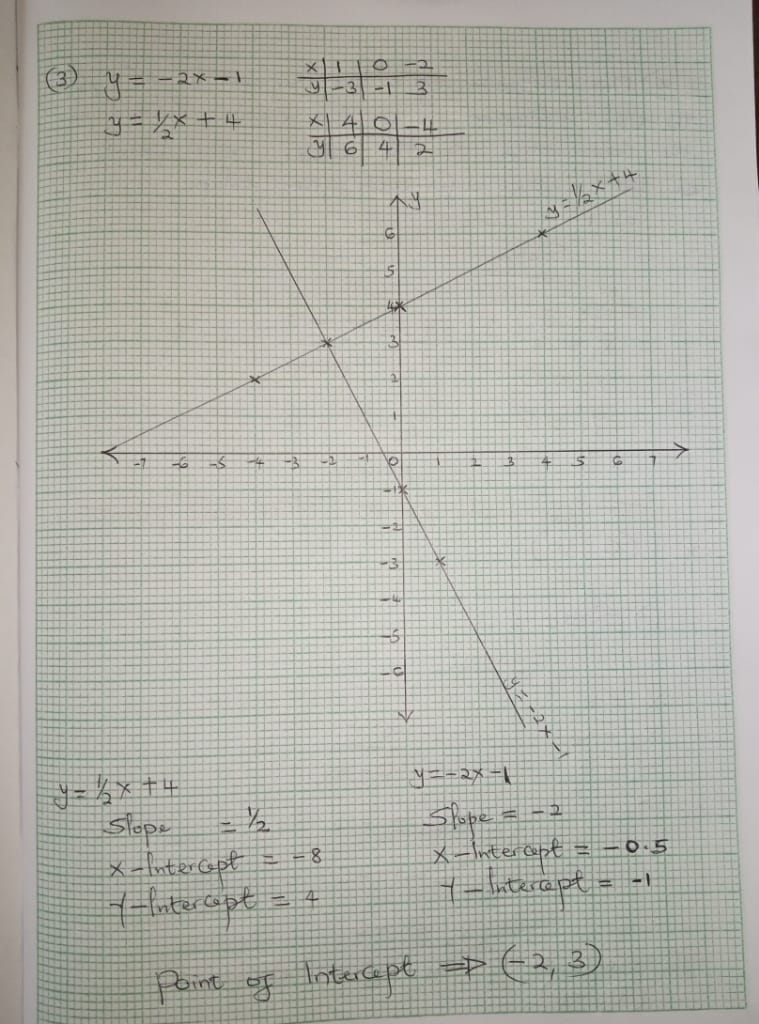 (3) y = -2x - 1
x | 1 | 0 -2
y | -3 | -1 3
y = 1/2 x + 4
x | 4 | 0 | -4
y | 6 | 4 | 2
y = 1/2 x + 4
y
6
5
4
3
2
1
-7 -6 -5 -4 -3 -2 -1 0 1 2 3 4 5 6 7
-1
-2
-3
-4
-5
-6
y = -2x - 1
y = 1/2 x + 4
Slope = 1/2
x-Intercept = -8
Y-Intercept = 4
y = -2x - 1
Slope = -2
x-Intercept = -0.5
Y-Intercept = -1
Point of Intercept ⇒ (-2, 3)